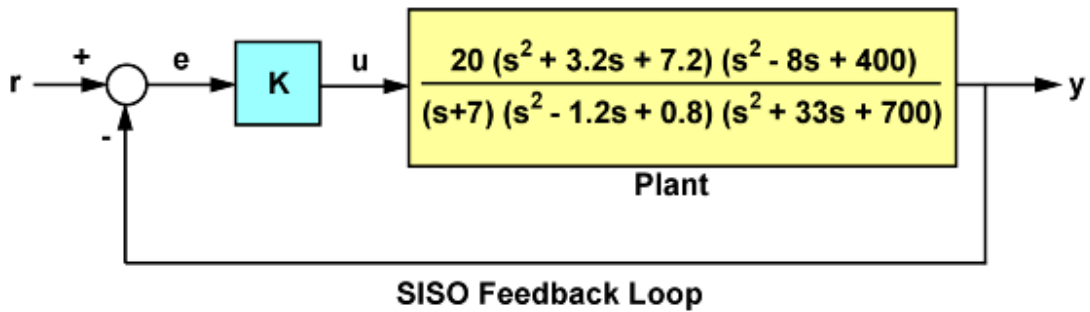 20 (s² + 3.2s + 7.2) (s² - 8s + 400)
+ e u
r K y
(s+7) (s² - 1.2s + 0.8) (s² + 33s + 700)
-
Plant
SISO Feedback Loop